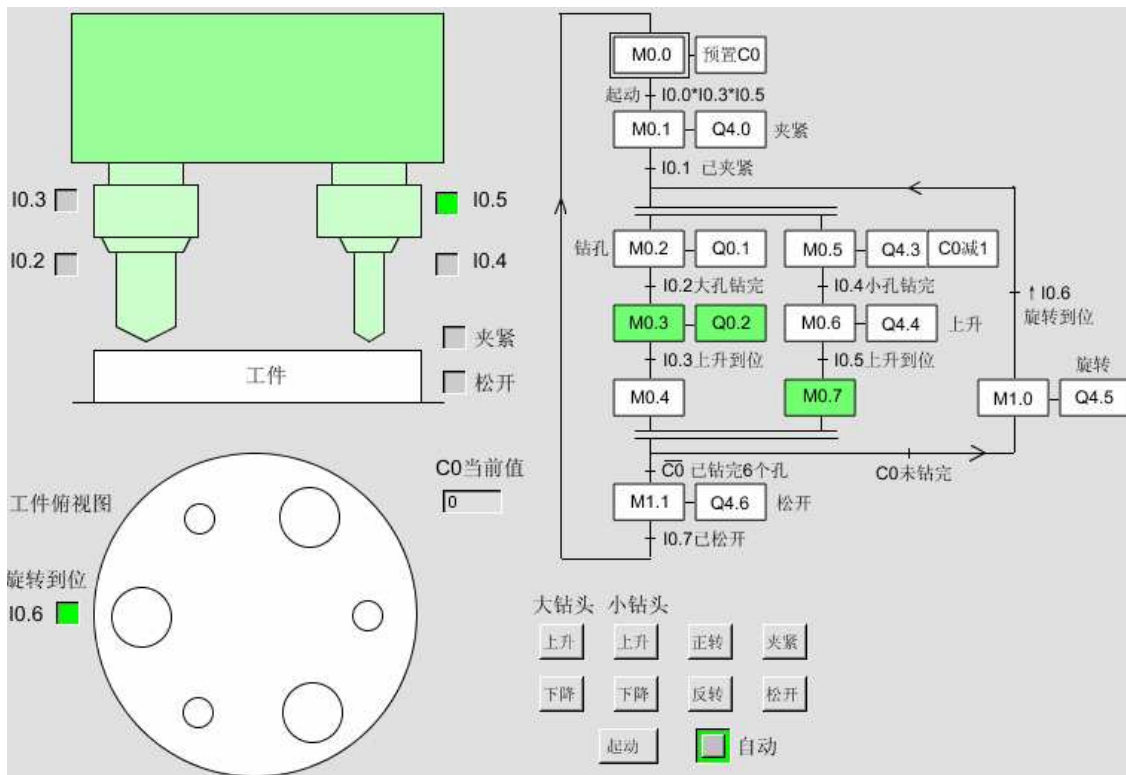 M0.0 预置C0
起动 I0.0*I0.3*I0.5
M0.1 Q4.0 夹紧
I0.1 已夹紧
I0.3 I0.5
I0.2 I0.4
钻孔 M0.2 Q0.1 M0.5 Q4.3 C0减1
I0.2大孔钻完 I0.4小孔钻完
↑I0.6
旋转到位
M0.3 Q0.2 M0.6 Q4.4 上升
夹紧
I0.3上升到位 I0.5上升到位
旋转
工件
松开
M0.4 M0.7 M1.0 Q4.5
C0当前值
C0 已钻完6个孔 C0未钻完
0
M1.1 Q4.6 松开
工件俯视图
I0.7已松开
旋转到位
I0.6
大钻头 小钻头
上升 上升 正转 夹紧
下降 下降 反转 松开
起动 自动